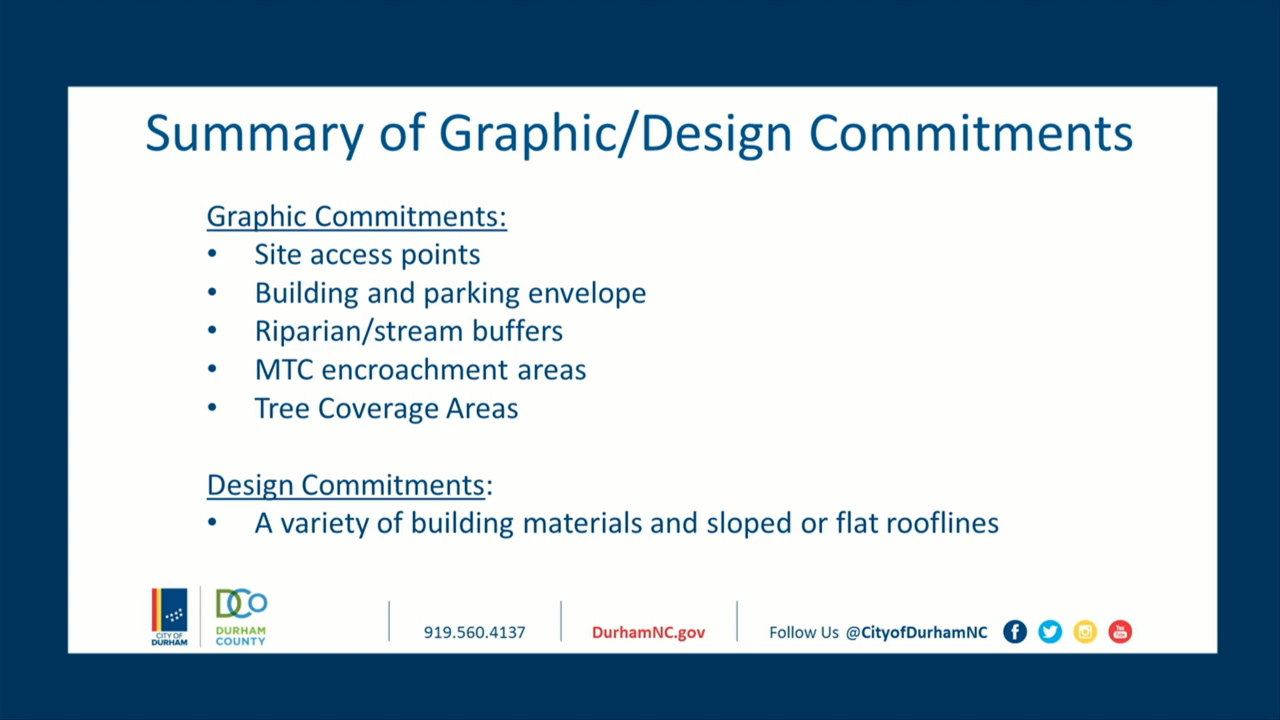 Summary of Graphic/Design Commitments
Graphic Commitments:
• Site access points
• Building and parking envelope
• Riparian/stream buffers
• MTC encroachment areas
• Tree Coverage Areas
Design Commitments:
• A variety of building materials and sloped or flat rooflines
CITY OF
DURHAM
DCo
DURHAM
COUNTY
919.560.4137
DurhamNC.gov
Follow Us @CityofDurhamNC